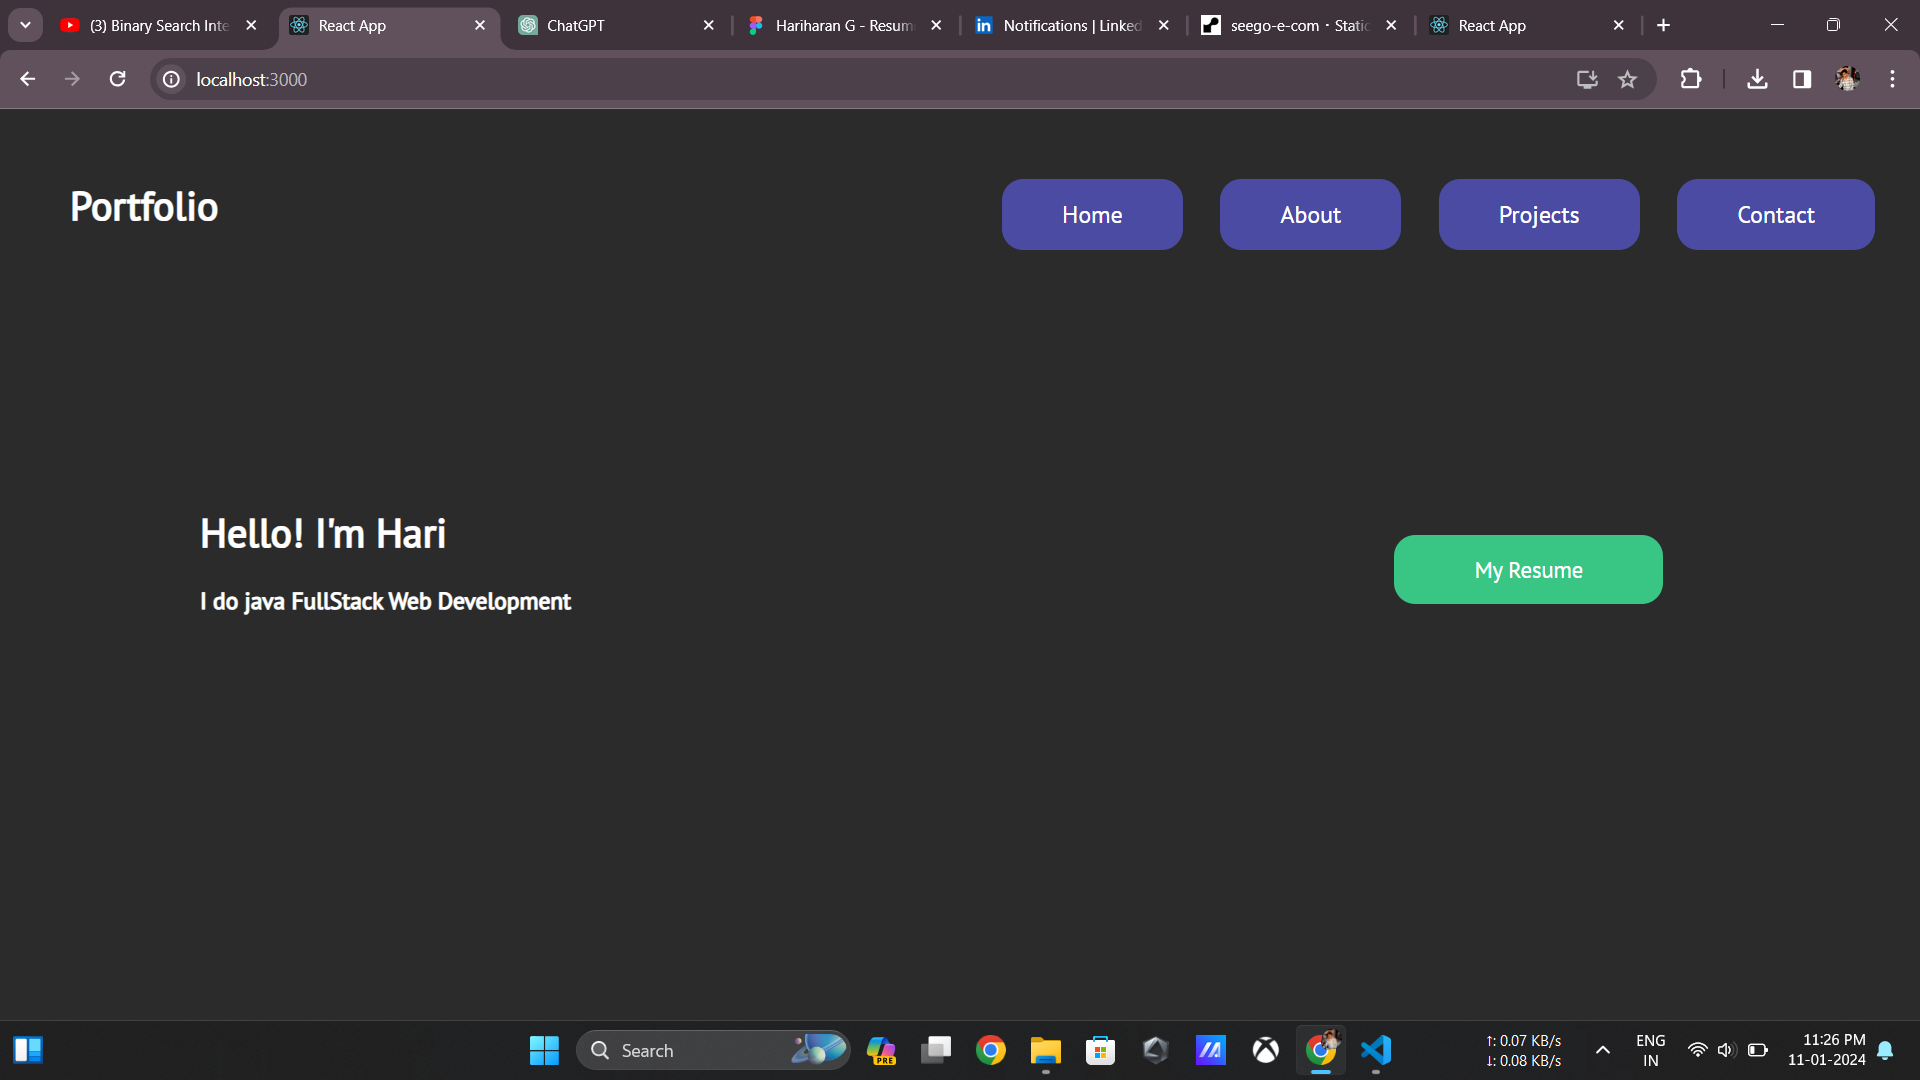 (3) Binary Search Inte
React App
ChatGPT
Hariharan G - Resum
Notifications | Linked
seego-e-com · Static
React App
localhost:3000
Portfolio
Home
About
Projects
Contact
Hello! I'm Hari
I do java FullStack Web Development
My Resume
Search
PRE
↑: 0.07 KB/s
↓: 0.08 KB/s
ENG
IN
11:26 PM
11-01-2024